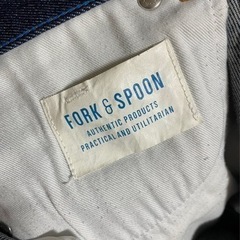 FORK & SPOON
AUTHENTIC PRODUCTS
PRACTICAL AND UTILITARIAN